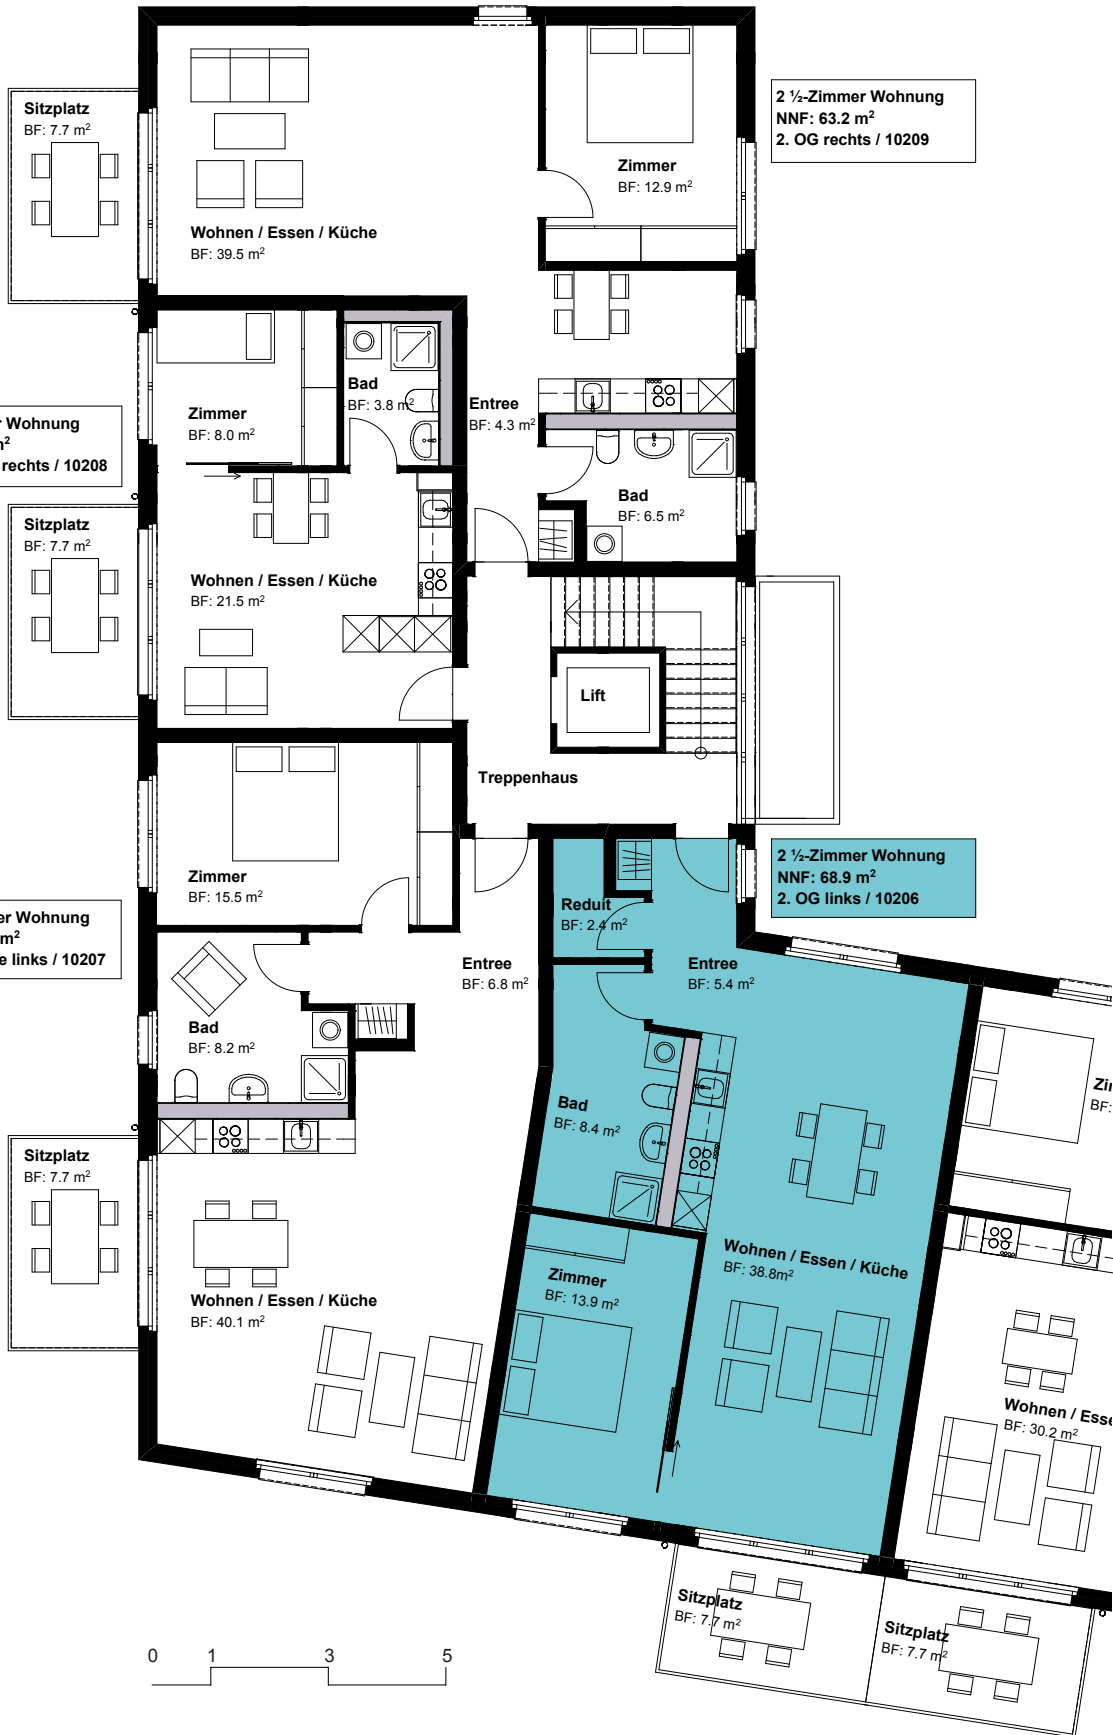 Sitzplatz
BF: 7.7 m²
Zimmer
BF: 12.9 m²
2 ½-Zimmer Wohnung
NNF: 63.2 m²
2. OG rechts / 10209
Wohnen / Essen / Küche
BF: 39.5 m²
Zimmer
BF: 8.0 m²
Bad
BF: 3.8 m²
Entree
BF: 4.3 m²
Wohnung
rechts / 10208
Bad
BF: 6.5 m²
Sitzplatz
BF: 7.7 m²
Wohnen / Essen / Küche
BF: 21.5 m²
Lift
Treppenhaus
Zimmer
BF: 15.5 m²
2 ½-Zimmer Wohnung
NNF: 68.9 m²
2. OG links / 10206
Wohnung
m²
links / 10207
Reduit
BF: 2.4 m²
Entree
BF: 6.8 m²
Entree
BF: 5.4 m²
Bad
BF: 8.2 m²
Bad
BF: 8.4 m²
BF:
Sitzplatz
BF: 7.7 m²
Wohnen / Essen / Küche
BF: 40.1 m²
Zimmer
BF: 13.9 m²
Wohnen / Essen / Küche
BF: 38.8m²
Wohnen / Esse
BF: 30.2 m²
Sitzplatz
BF: 7.7 m²
Sitzplatz
BF: 7.7 m²
0 1 3 5